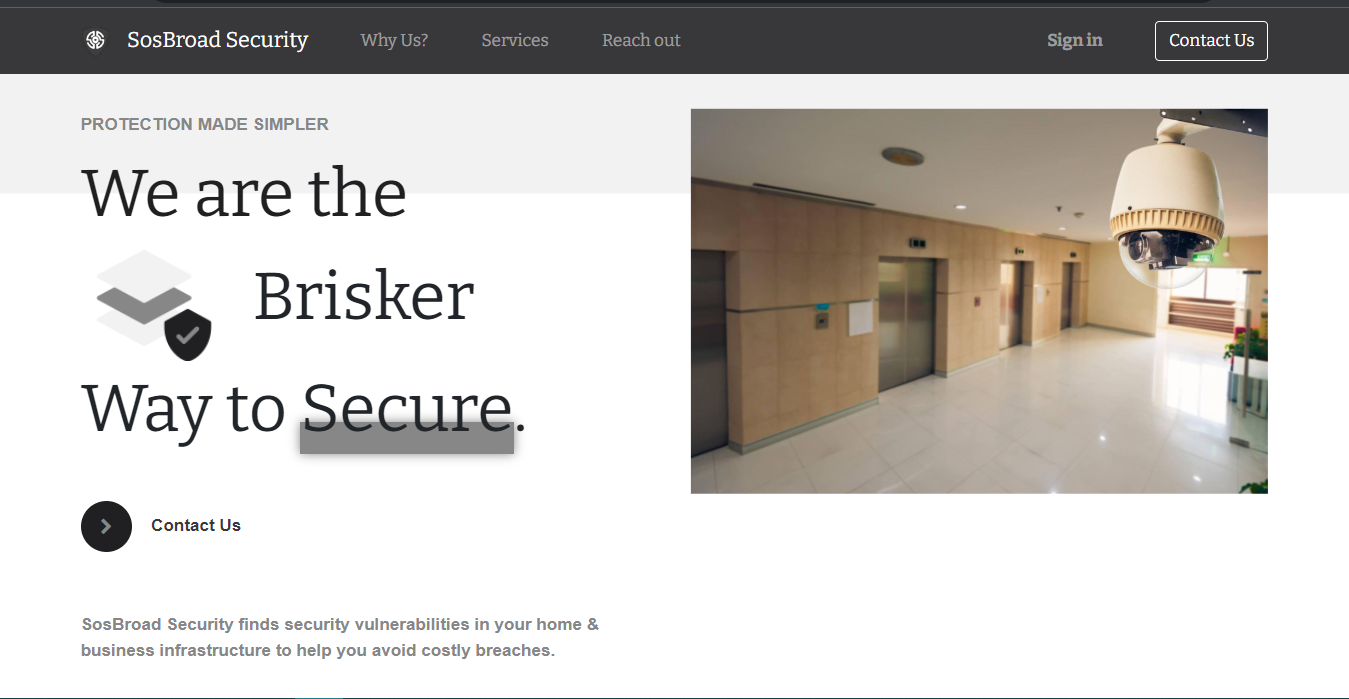 SosBroad Security Why Us? Services Reach out Sign in Contact Us
PROTECTION MADE SIMPLER
We are the
Brisker
Way to Secure.
Contact Us
SosBroad Security finds security vulnerabilities in your home &
business infrastructure to help you avoid costly breaches.